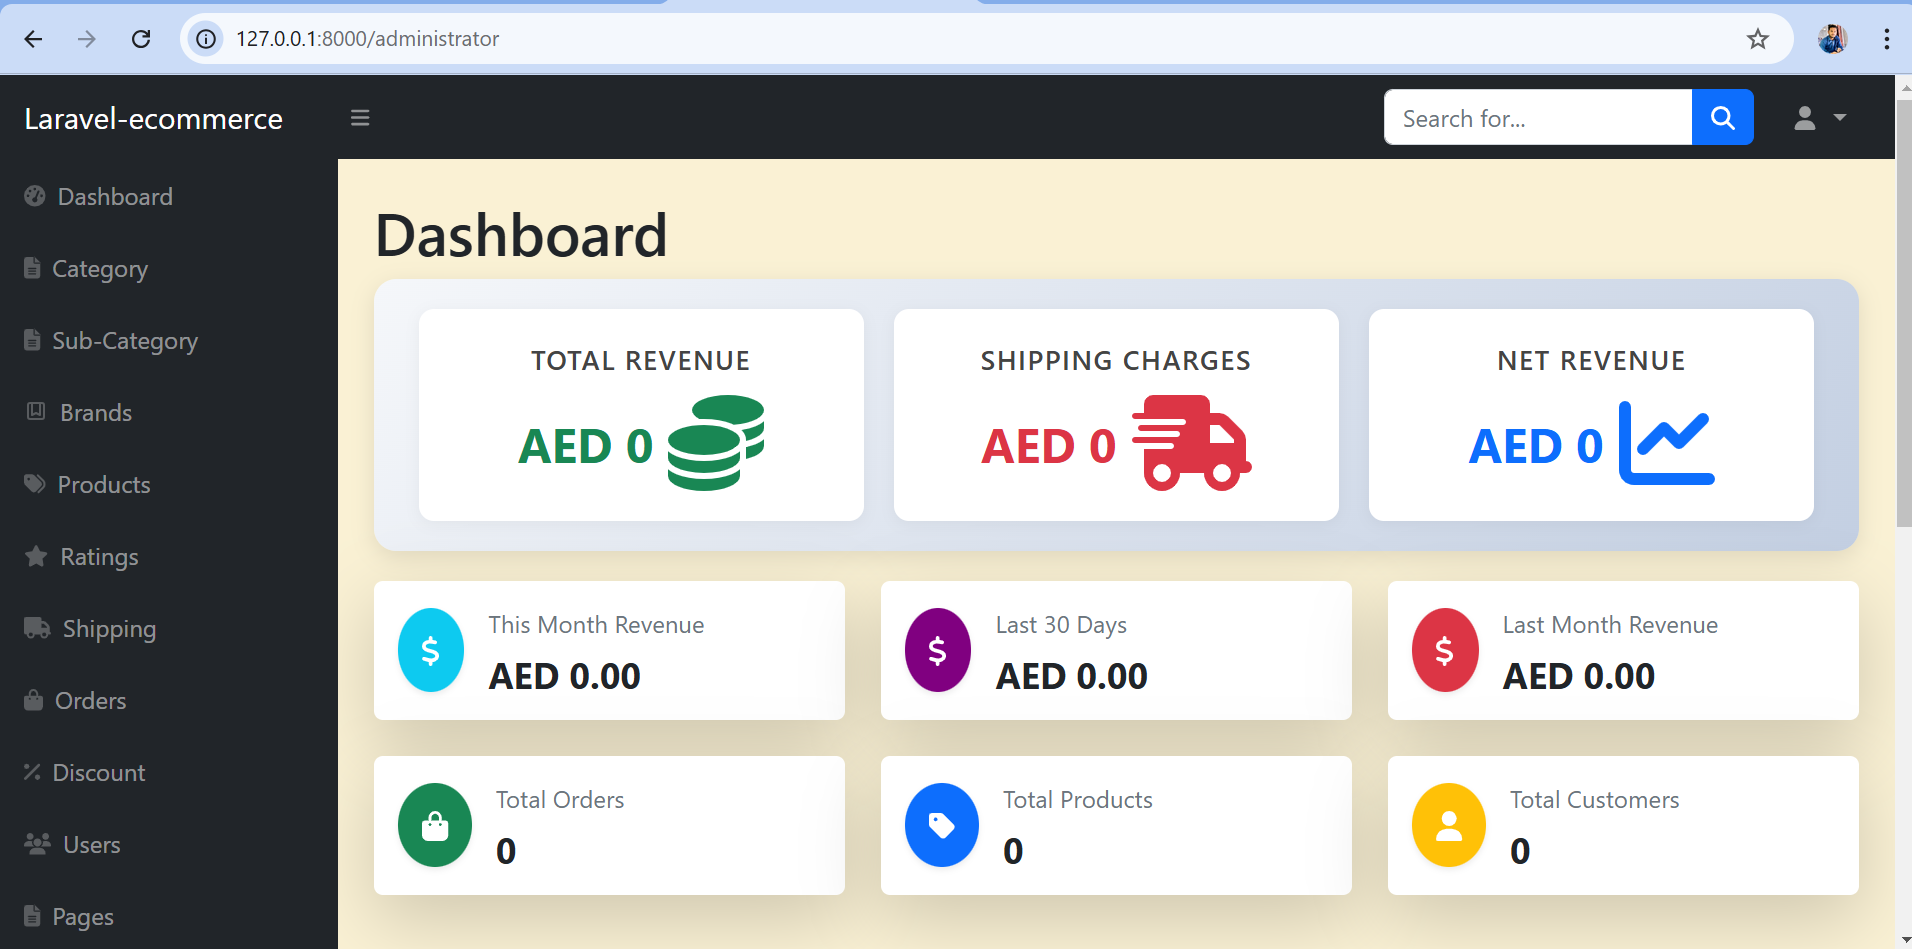 127.0.0.1:8000/administrator
Laravel-ecommerce
Search for...
Dashboard
Category
Sub-Category
Brands
Products
Ratings
Shipping
Orders
Discount
Users
Pages
Dashboard
TOTAL REVENUE
AED 0
SHIPPING CHARGES
AED 0
NET REVENUE
AED 0
This Month Revenue
AED 0.00
Last 30 Days
AED 0.00
Last Month Revenue
AED 0.00
Total Orders
0
Total Products
0
Total Customers
0